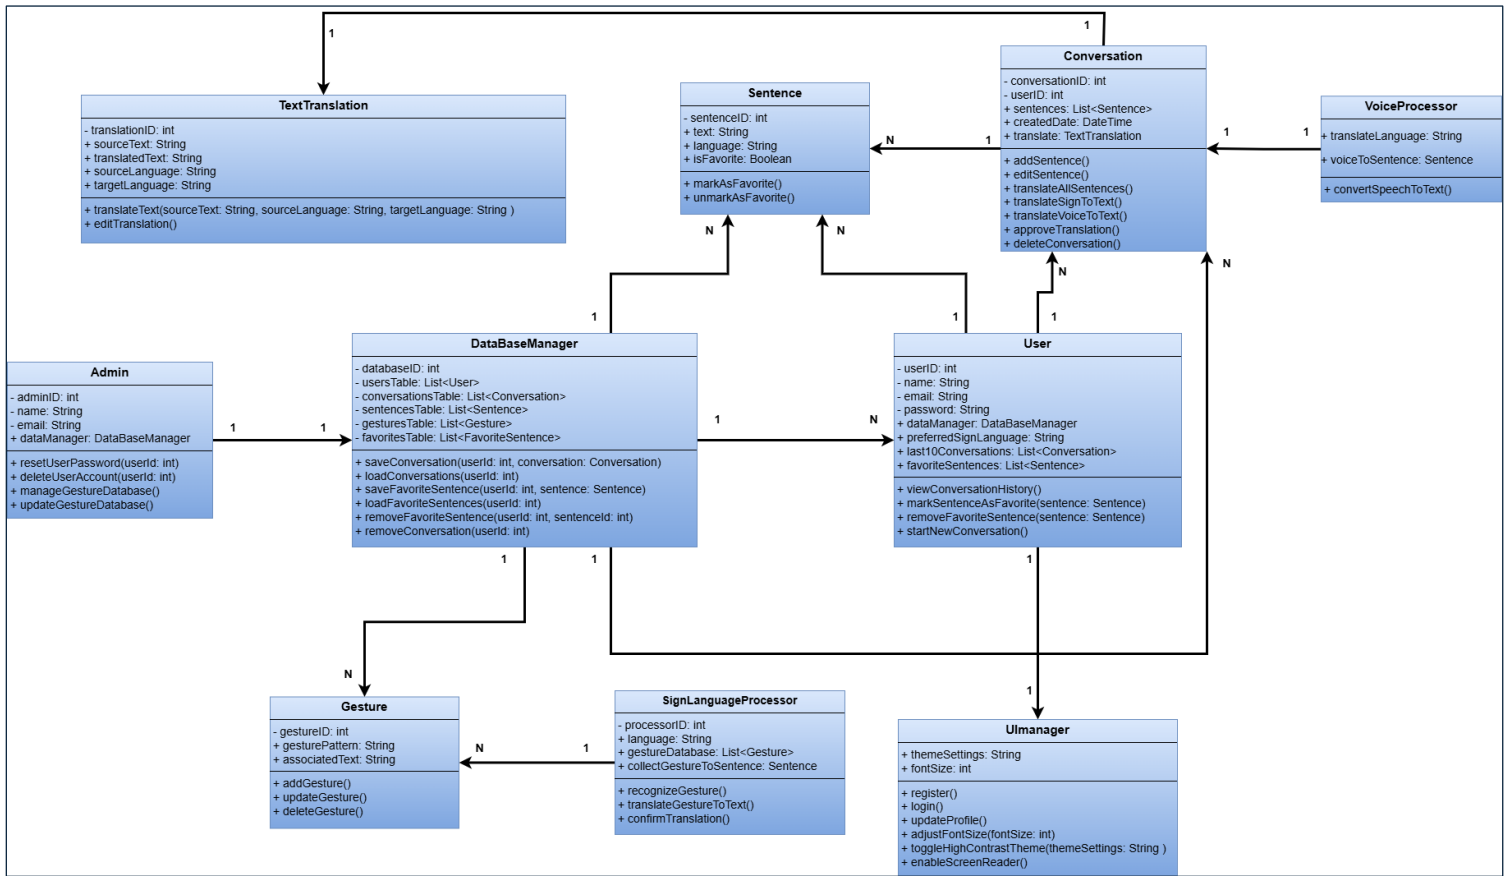 1
1
TextTranslation
- translationID: int
+ sourceText: String
+ translatedText: String
+ sourceLanguage: String
+ targetLanguage: String
+ translateText(sourceText: String, sourceLanguage: String, targetLanguage: String )
+ editTranslation()
Sentence
- sentenceID: int
+ text: String
+ language: String
+ isFavorite: Boolean
+ markAsFavorite()
+ unmarkAsFavorite()
N
1
Conversation
- conversationID: int
- userID: int
+ sentences: List<Sentence>
+ createdDate: DateTime
+ translate: TextTranslation
+ addSentence()
+ editSentence()
+ translateAllSentences()
+ translateSignToText()
+ translateVoiceToText()
+ approveTranslation()
+ deleteConversation()
1
1
VoiceProcessor
+ translateLanguage: String
+ voiceToSentence: Sentence
+ convertSpeechToText()
N
N
N
N
1
1
1
Admin
- adminID: int
- name: String
- email: String
+ dataManager: DataBaseManager
+ resetUserPassword(userId: int)
+ deleteUserAccount(userId: int)
+ manageGestureDatabase()
+ updateGestureDatabase()
1
1
DataBaseManager
- databaseID: int
- usersTable: List<User>
- conversationsTable: List<Conversation>
- sentencesTable: List<Sentence>
- gesturesTable: List<Gesture>
- favoritesTable: List<FavoriteSentence>
+ saveConversation(userId: int, conversation: Conversation)
+ loadConversations(userId: int)
+ saveFavoriteSentence(userId: int, sentence: Sentence)
+ loadFavoriteSentences(userId: int)
+ removeFavoriteSentence(userId: int, sentenceId: int)
+ removeConversation(userId: int)
1
N
User
- userID: int
- name: String
- email: String
- password: String
+ dataManager: DataBaseManager
+ preferredSignLanguage: String
+ last10Conversations: List<Conversation>
+ favoriteSentences: List<Sentence>
+ viewConversationHistory()
+ markSentenceAsFavorite(sentence: Sentence)
+ removeFavoriteSentence(sentence: Sentence)
+ startNewConversation()
1
1
1
N
1
Gesture
- gestureID: int
+ gesturePattern: String
+ associatedText: String
+ addGesture()
+ updateGesture()
+ deleteGesture()
N
1
SignLanguageProcessor
- processorID: int
+ language: String
+ gestureDatabase: List<Gesture>
+ collectGestureToSentence: Sentence
+ recognizeGesture()
+ translateGestureToText()
+ confirmTranslation()
UImanager
+ themeSettings: String
+ fontSize: int
+ register()
+ login()
+ updateProfile()
+ adjustFontSize(fontSize: int)
+ toggleHighContrastTheme(themeSettings: String )
+ enableScreenReader()